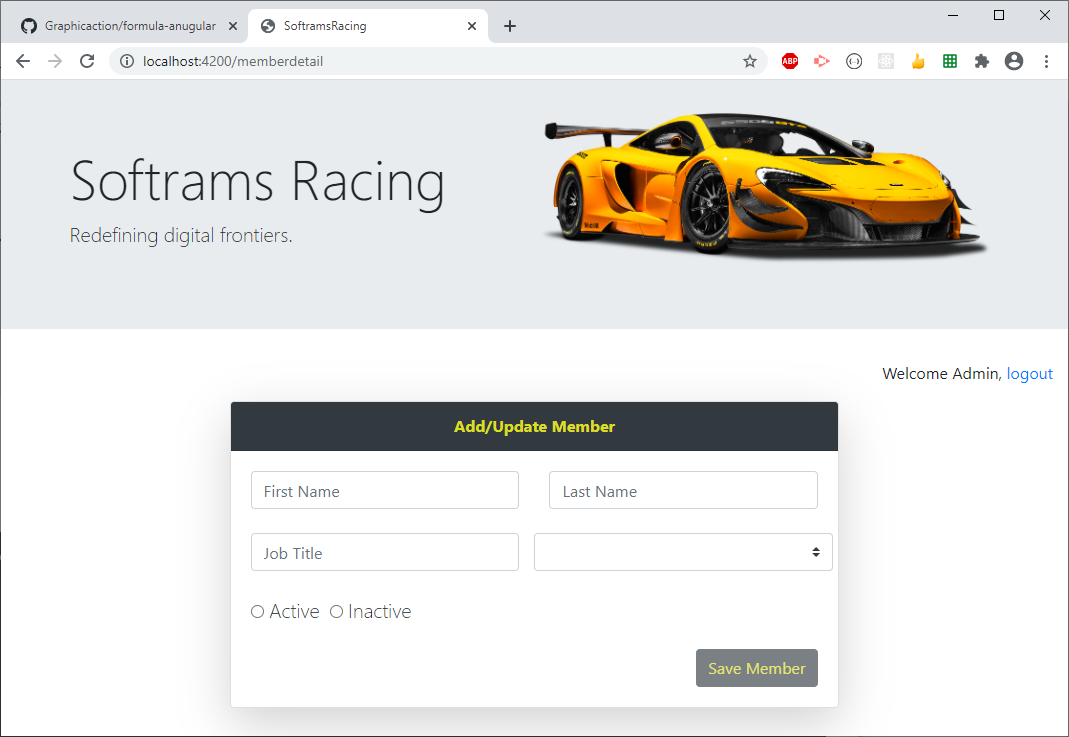 Graphicaction/formula-anugular
SoftramsRacing
localhost:4200/memberdetail
ABP
Softrams Racing
Redefining digital frontiers.
Welcome Admin, logout
Add/Update Member
First Name
Last Name
Job Title
Active
Inactive
Save Member